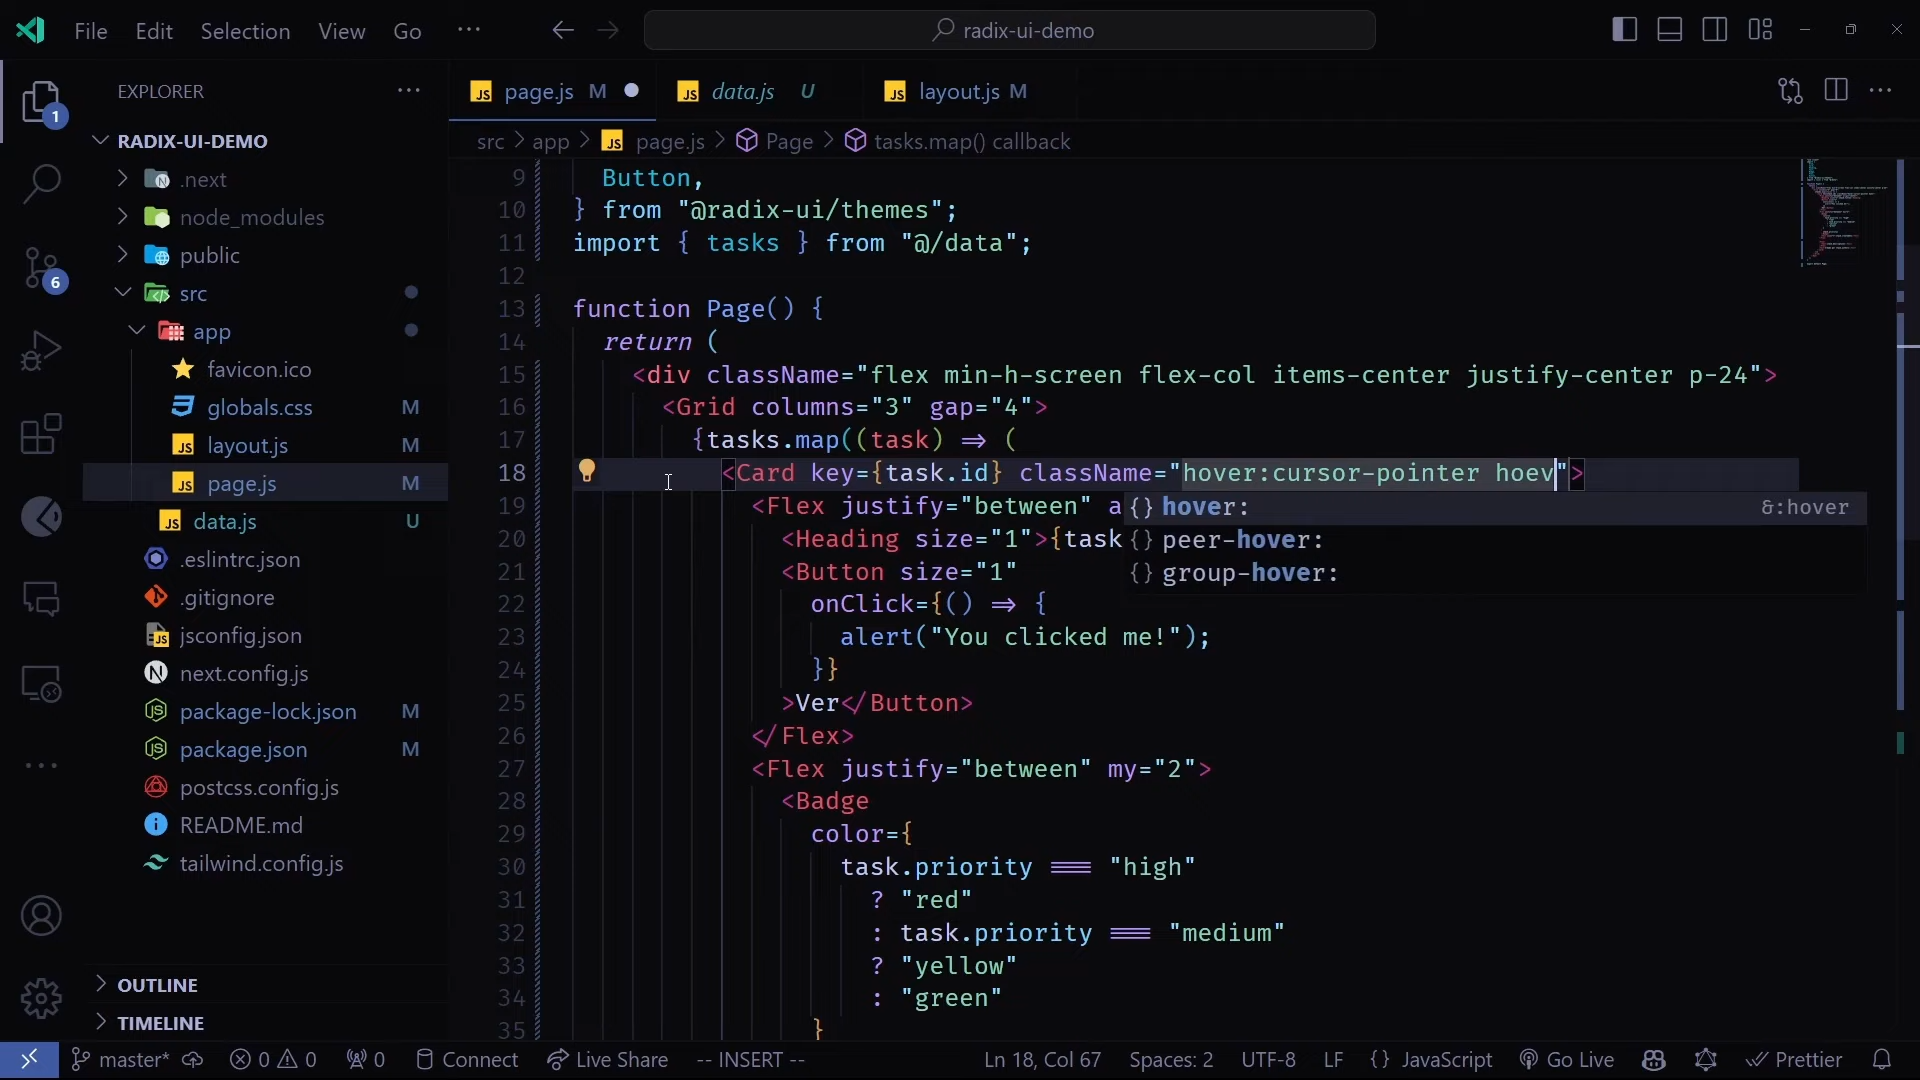 File Edit Selection View Go ··· radix-ui-demo
EXPLORER ···
1
RADIX-UI-DEMO
.next
node_modules
public
6
src
app
favicon.ico
globals.css M
layout.js M
page.js M
data.js U
.eslintrc.json
.gitignore
jsconfig.json
next.config.js
package-lock.json M
package.json M
postcss.config.js
README.md
tailwind.config.js
OUTLINE
TIMELINE
JS page.js M JS data.js U JS layout.js M
src > app > JS page.js > Page > tasks.map() callback
9 Button,
10 } from "@radix-ui/themes";
11 import { tasks } from "@/data";
12
13 function Page() {
14 return (
15 <div className="flex min-h-screen flex-col items-center justify-center p-24">
16 <Grid columns="3" gap="4">
17 {tasks.map((task) ⇒ (
18 <Card key={task.id} className="hover:cursor-pointer hoev">
19 <Flex justify="between" a
{} hover: &:hover
20 <Heading size="1">{task
{} peer-hover:
21 <Button size="1"
{} group-hover:
22 onClick={() ⇒ {
23 alert("You clicked me!");
24 }}
25 >Ver</Button>
26 </Flex>
27 <Flex justify="between" my="2">
28 <Badge
29 color={
30 task.priority === "high"
31 ? "red"
32 : task.priority === "medium"
33 ? "yellow"
34 : "green"
35 }
master* 0 0 0 Connect Live Share -- INSERT -- Ln 18, Col 67 Spaces: 2 UTF-8 LF {} JavaScript Go Live Prettier